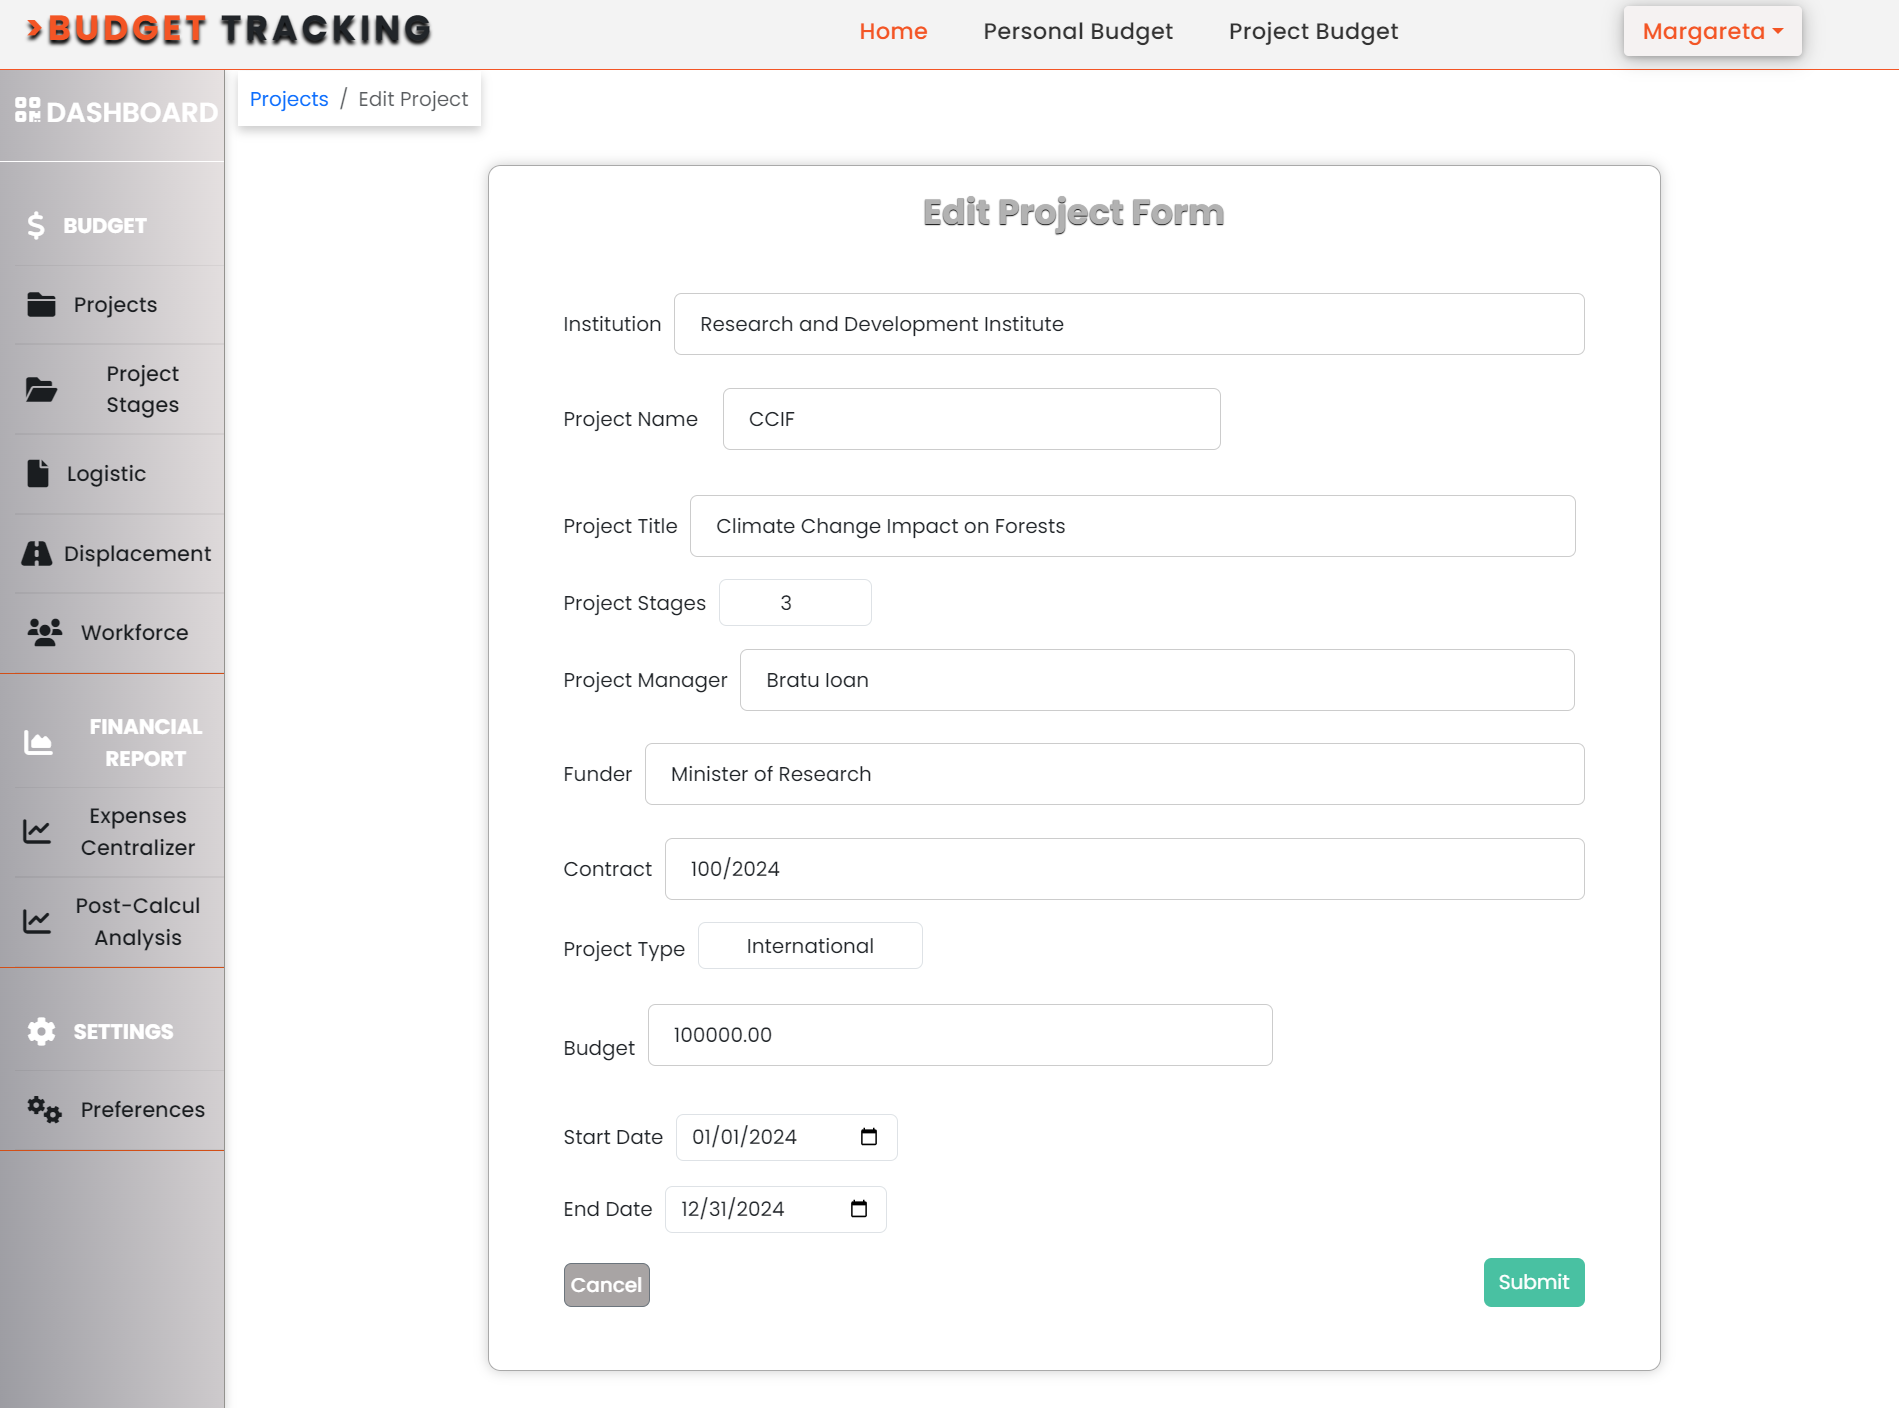 >BUDGET TRACKING
Home
Personal Budget
Project Budget
Margareta
DASHBOARD
BUDGET
Projects
Project
Stages
Logistic
Displacement
Workforce
FINANCIAL
REPORT
Expenses
Centralizer
Post-Calcul
Analysis
SETTINGS
Preferences
Projects / Edit Project
Edit Project Form
Institution Research and Development Institute
Project Name CCIF
Project Title Climate Change Impact on Forests
Project Stages 3
Project Manager Bratu Ioan
Funder Minister of Research
Contract 100/2024
Project Type International
Budget 100000.00
Start Date 01/01/2024
End Date 12/31/2024
Cancel
Submit